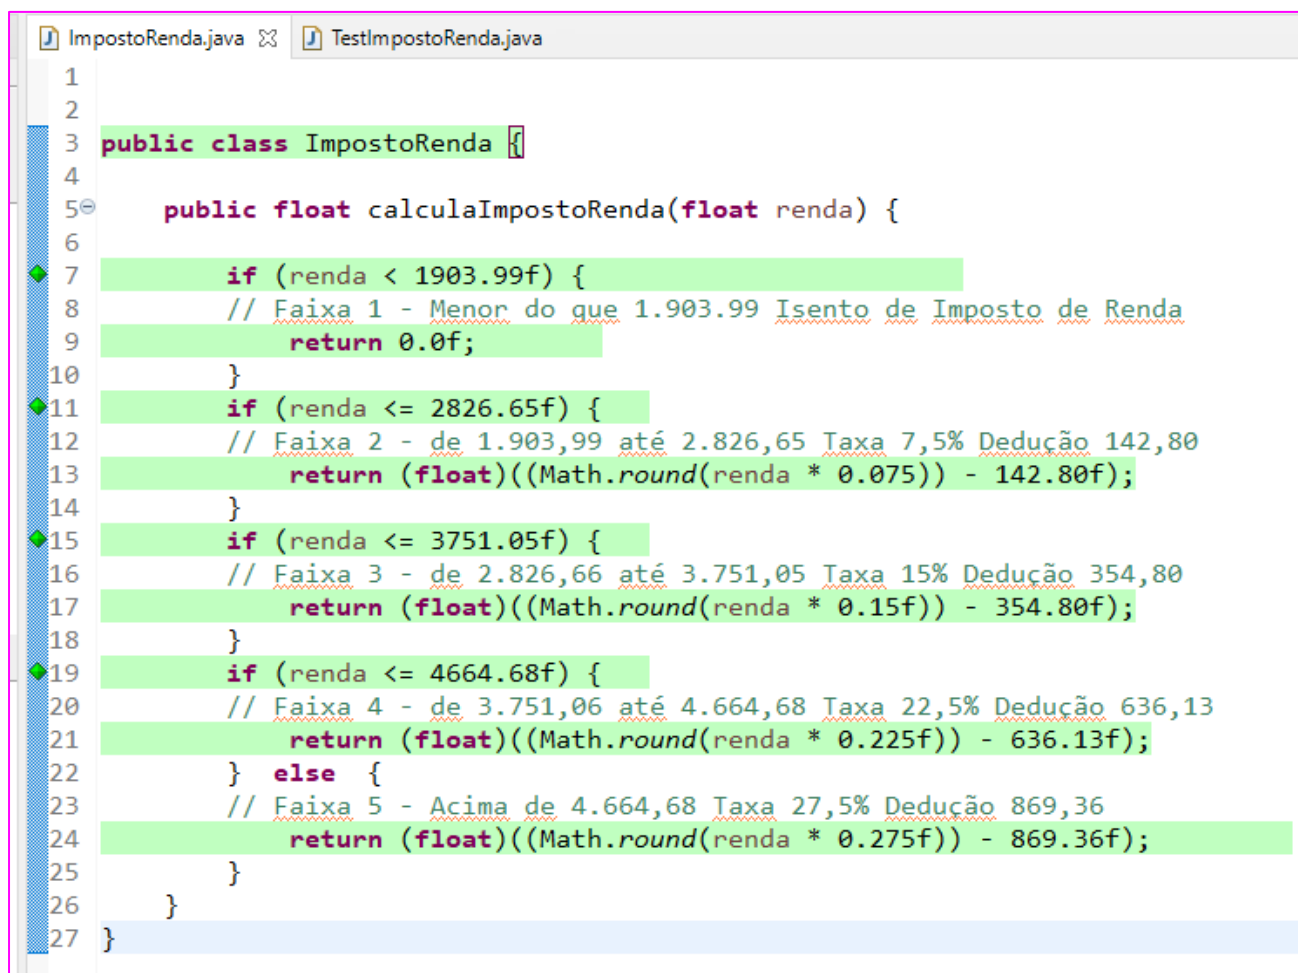 ImpostoRenda.java TestImpostoRenda.java
1
2
3 public class ImpostoRenda {
4
5 public float calculaImpostoRenda(float renda) {
6
7 if (renda < 1903.99f) {
8 // Faixa 1 - Menor do que 1.903.99 Isento de Imposto de Renda
9 return 0.0f;
10 }
11 if (renda <= 2826.65f) {
12 // Faixa 2 - de 1.903,99 até 2.826,65 Taxa 7,5% Dedução 142,80
13 return (float)((Math.round(renda * 0.075)) - 142.80f);
14 }
15 if (renda <= 3751.05f) {
16 // Faixa 3 - de 2.826,66 até 3.751,05 Taxa 15% Dedução 354,80
17 return (float)((Math.round(renda * 0.15f)) - 354.80f);
18 }
19 if (renda <= 4664.68f) {
20 // Faixa 4 - de 3.751,06 até 4.664,68 Taxa 22,5% Dedução 636,13
21 return (float)((Math.round(renda * 0.225f)) - 636.13f);
22 } else {
23 // Faixa 5 - Acima de 4.664,68 Taxa 27,5% Dedução 869,36
24 return (float)((Math.round(renda * 0.275f)) - 869.36f);
25 }
26 }
27 }